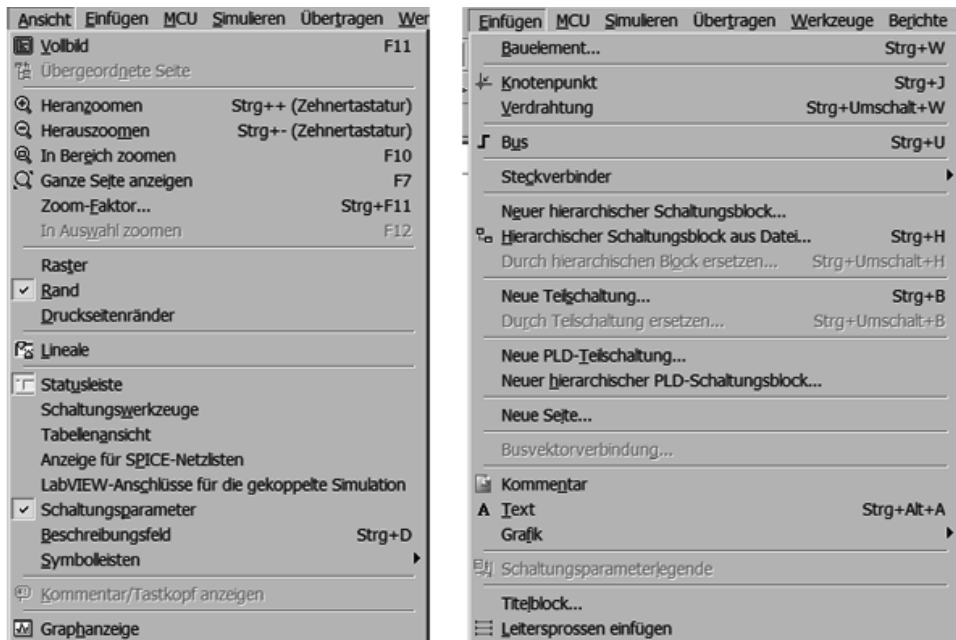 Ansicht Einfügen MCU Simulieren Übertragen Wer
Vollbild F11
Übergeordnete Seite
Heranzoomen Strg++ (Zehnertastatur)
Herauszoomen Strg+- (Zehnertastatur)
In Bereich zoomen F10
Ganze Seite anzeigen F7
Zoom-Faktor... Strg+F11
In Auswahl zoomen F12
Raster
Rand
Druckseitenränder
Lineale
Statusleiste
Schaltungswerkzeuge
Tabellenansicht
Anzeige für SPICE-Netzlisten
LabVIEW-Anschlüsse für die gekoppelte Simulation
Schaltungsparameter
Beschreibungsfeld Strg+D
Symbolleisten
Kommentar/Tastkopf anzeigen
Graphanzeige
Einfügen MCU Simulieren Übertragen Werkzeuge Berichte
Bauelement... Strg+W
Knotenpunkt Strg+J
Verdrahtung Strg+Umschalt+W
Bus Strg+U
Steckverbinder
Neuer hierarchischer Schaltungsblock...
Hierarchischer Schaltungsblock aus Datei... Strg+H
Durch hierarchischen Block ersetzen... Strg+Umschalt+H
Neue Teilschaltung... Strg+B
Durch Teilschaltung ersetzen... Strg+Umschalt+B
Neue PLD-Teilschaltung...
Neuer hierarchischer PLD-Schaltungsblock...
Neue Seite...
Busvektorverbindung...
Kommentar
A Text Strg+Alt+A
Grafik
Schaltungsparameterlegende
Titelblock...
Leitersprossen einfügen